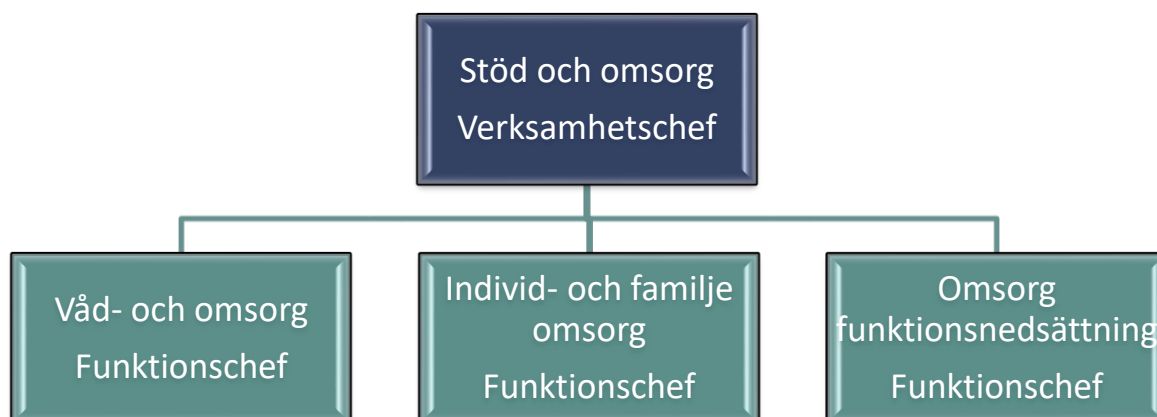 Stöd och omsorg
Verksamhetschef
Våd- och omsorg
Funktionschef
Individ- och familje
omsorg
Funktionschef
Omsorg
funktionsnedsättning
Funktionschef